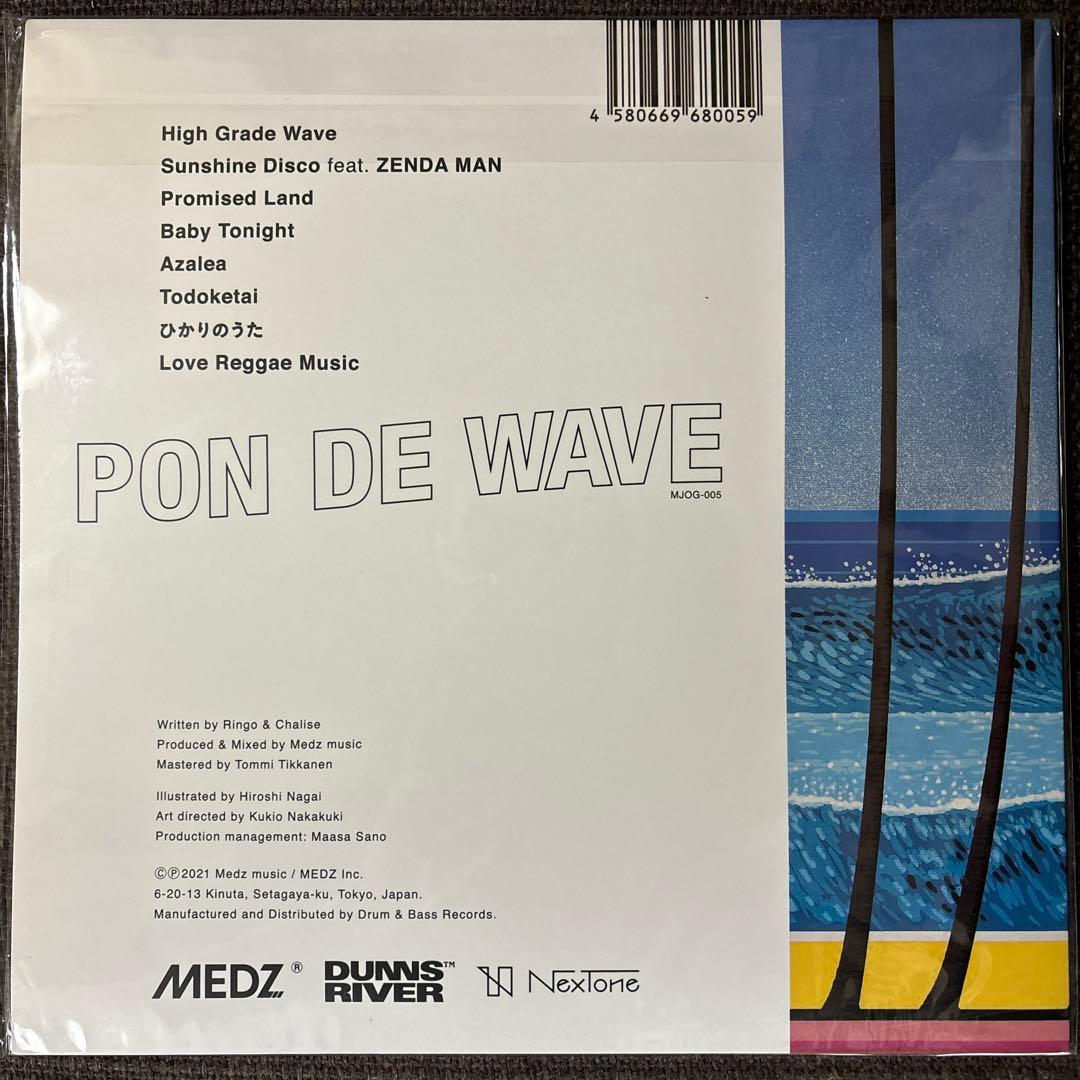 4 580669 680059
High Grade Wave
Sunshine Disco feat. ZENDA MAN
Promised Land
Baby Tonight
Azalea
Todoketai
ひかりのうた
Love Reggae Music
PON DE WAVE
MJOG-005
Written by Ringo & Chalise
Produced & Mixed by Medz music
Mastered by Tommi Tikkanen
Illustrated by Hiroshi Nagai
Art directed by Kukio Nakakuki
Production management: Maasa Sano
ⒸⓅ2021 Medz music / MEDZ Inc.
6-20-13 Kinuta, Setagaya-ku, Tokyo, Japan.
Manufactured and Distributed by Drum & Bass Records.
MEDZ.. ® DUNNS™ NexTone
RIVER